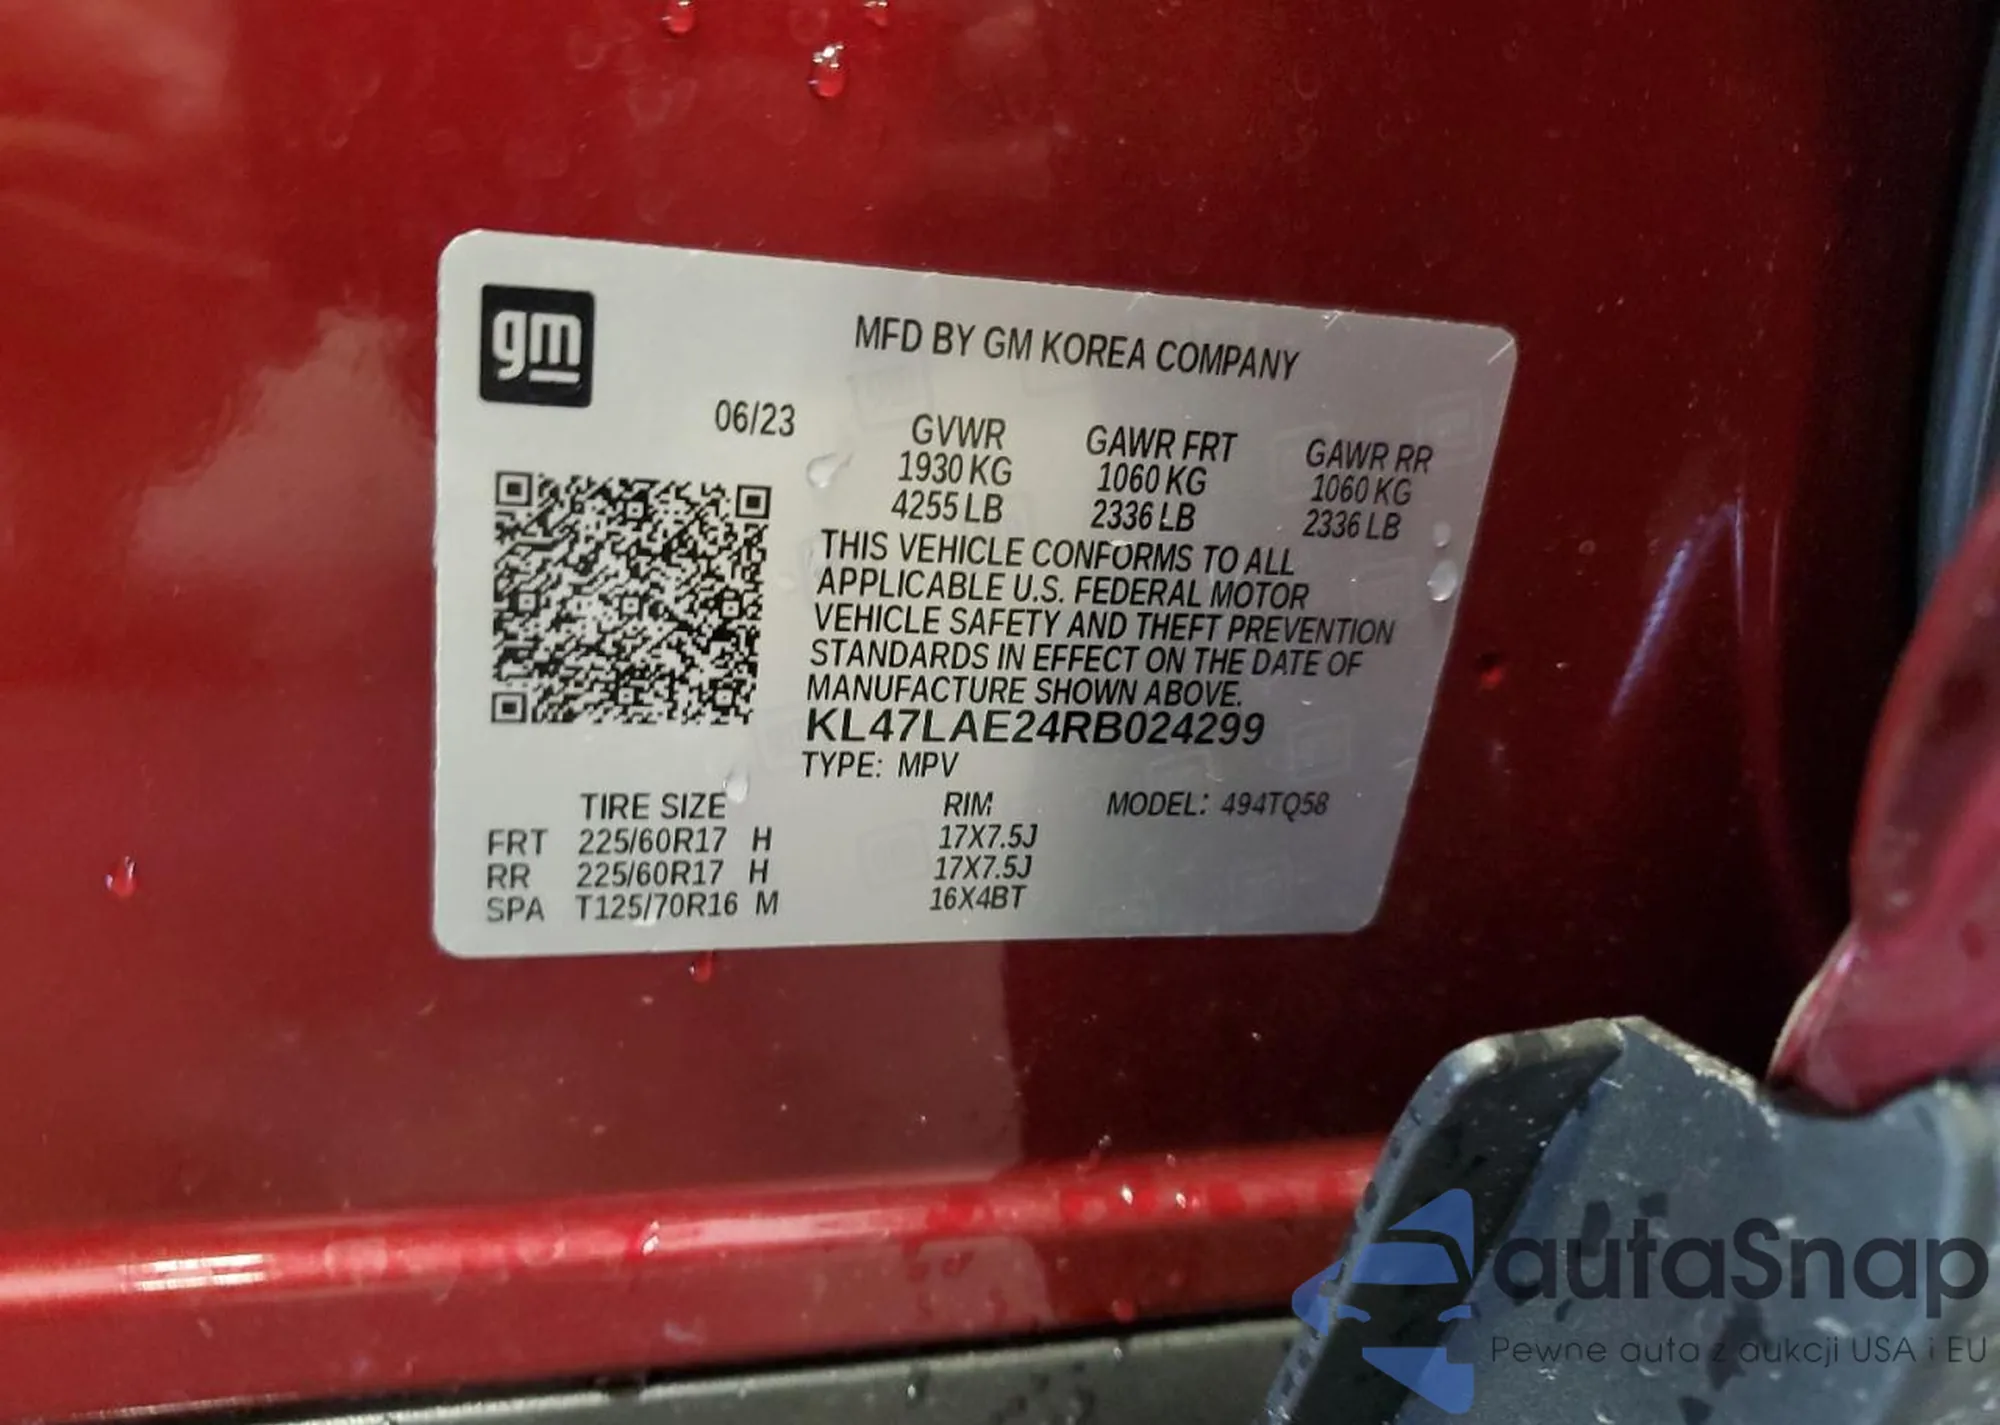 gm
MFD BY GM KOREA COMPANY
06/23
GVWR GAWR FRT GAWR RR
1930 KG 1060 KG 1060 KG
4255 LB 2336 LB 2336 LB
THIS VEHICLE CONFORMS TO ALL
APPLICABLE U.S. FEDERAL MOTOR
VEHICLE SAFETY AND THEFT PREVENTION
STANDARDS IN EFFECT ON THE DATE OF
MANUFACTURE SHOWN ABOVE.
KL47LAE24RB024299
TYPE: MPV
TIRE SIZE RIM MODEL: 494TQ58
FRT 225/60R17 H 17X7.5J
RR 225/60R17 H 17X7.5J
SPA T125/70R16 M 16X4BT
autaSnap
Pewne auta z aukcji USA i EU